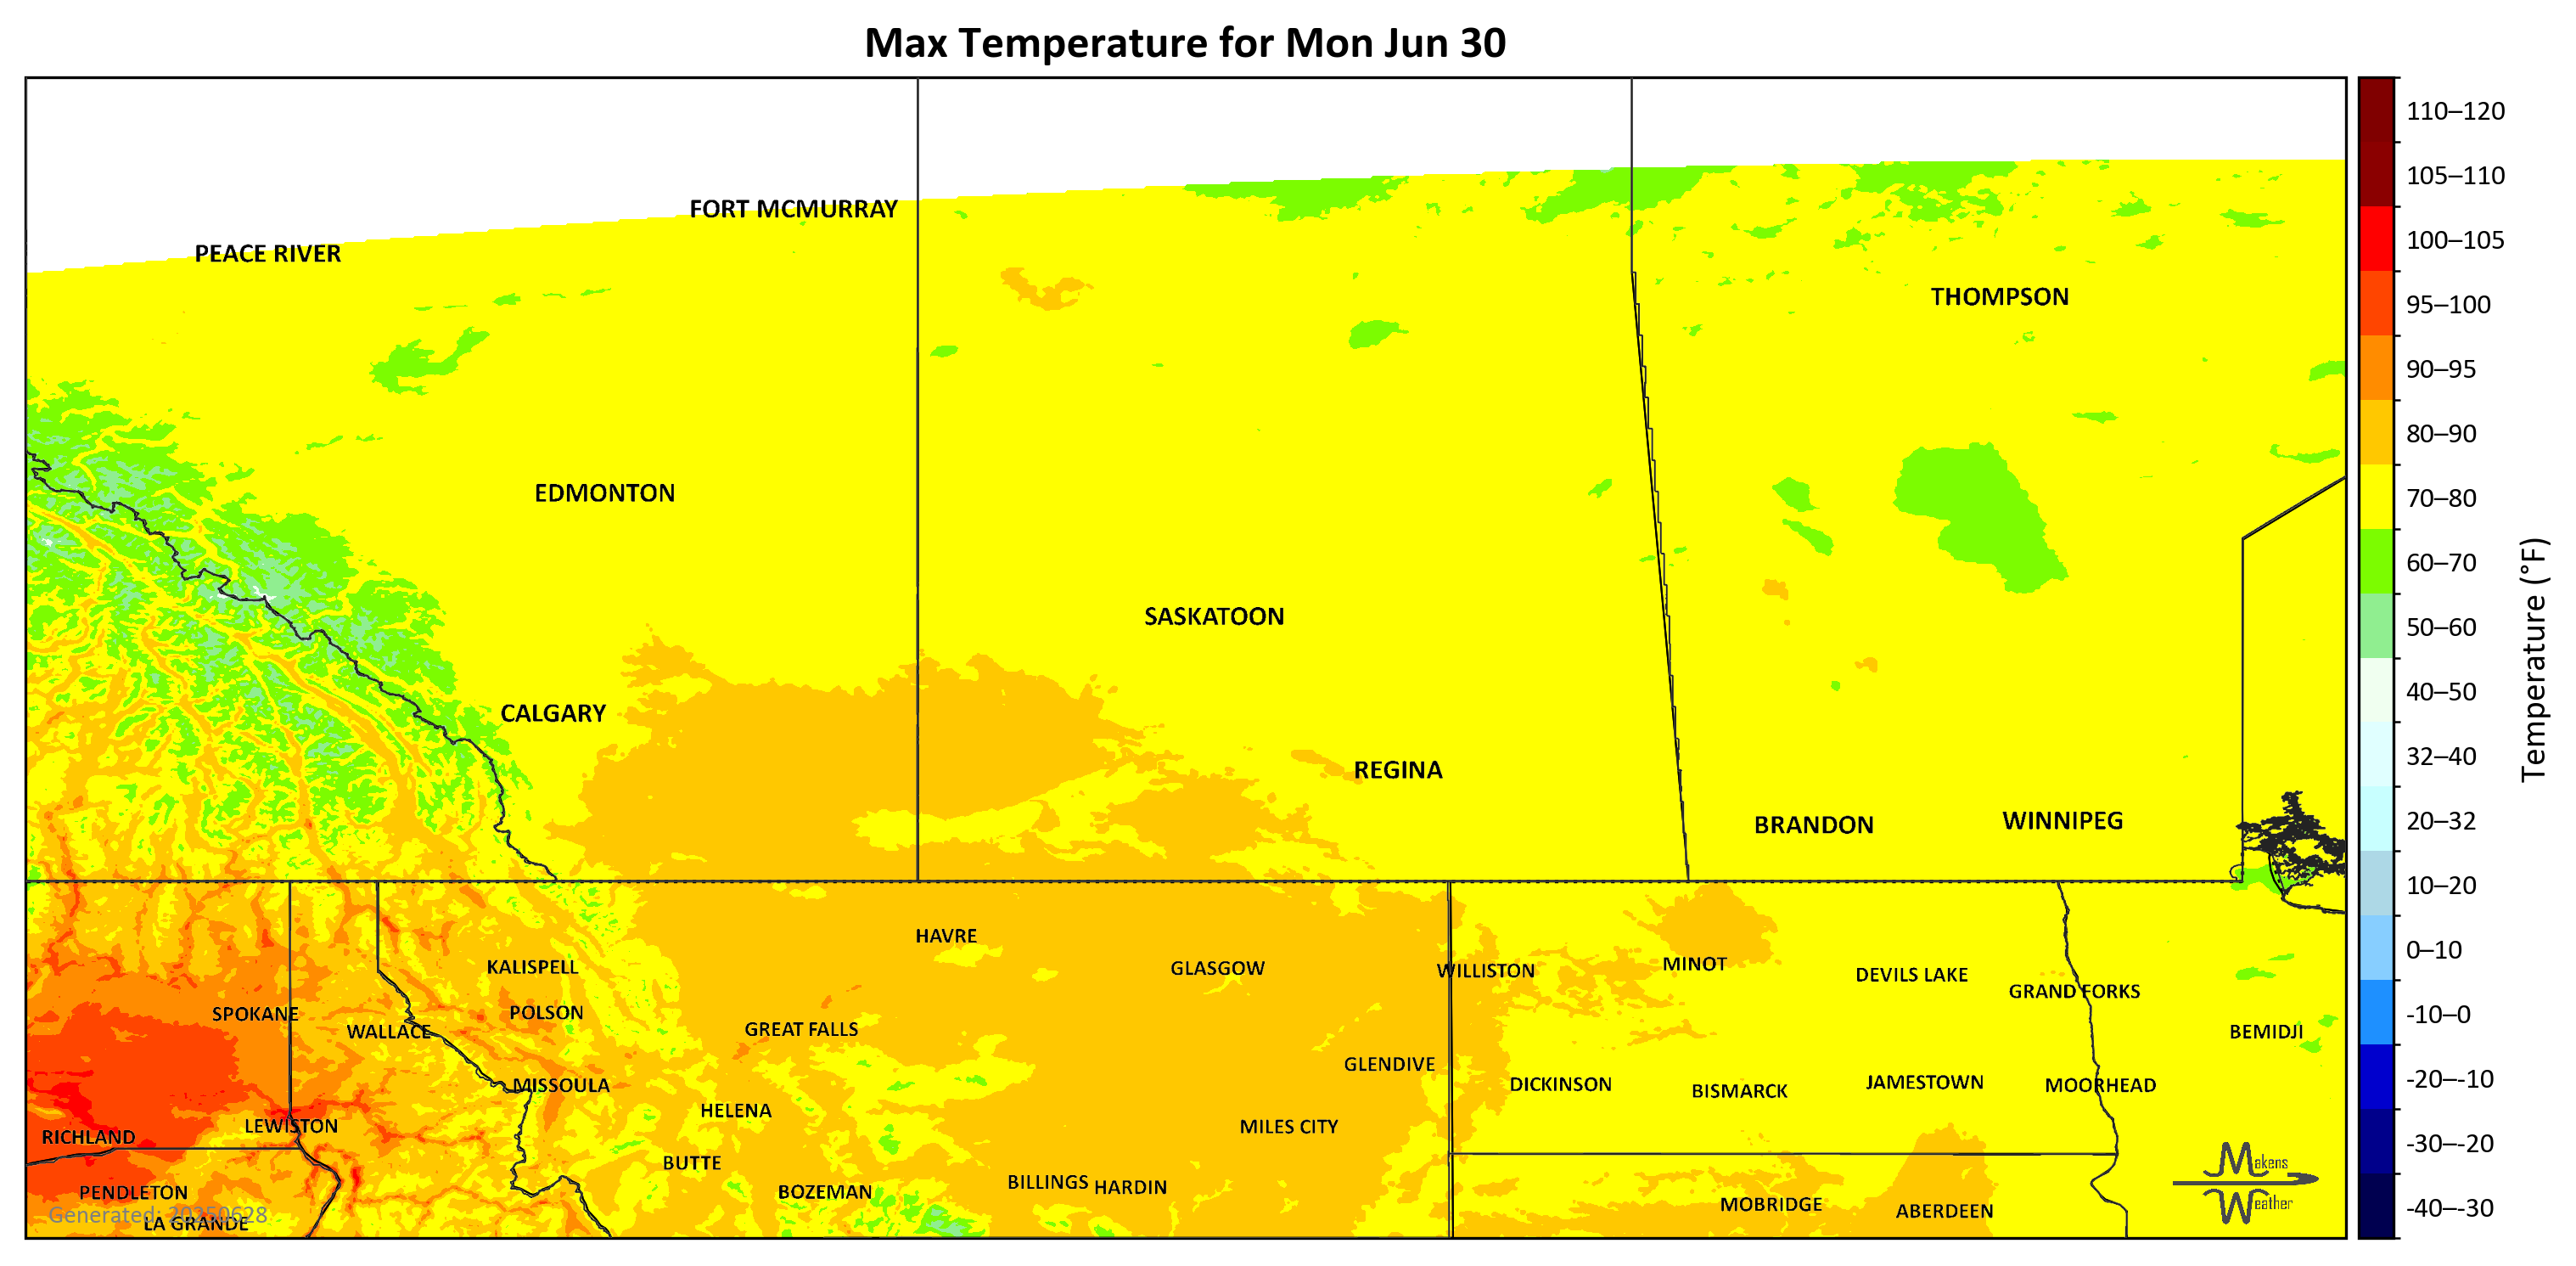 Max Temperature for Mon Jun 30
110–120
105–110
100–105
95–100
90–95
80–90
70–80
60–70
50–60
40–50
32–40
20–32
10–20
0–10
-10–0
-20–-10
-30–-20
-40–-30
Temperature (°F)
FORT MCMURRAY
PEACE RIVER
THOMPSON
EDMONTON
SASKATOON
CALGARY
REGINA
BRANDON
WINNIPEG
HAVRE
KALISPELL
GLASGOW
WILLISTON
MINOT
DEVILS LAKE
GRAND FORKS
SPOKANE
POLSON
WALLACE
GREAT FALLS
BEMIDJI
GLENDIVE
MISSOULA
DICKINSON
BISMARCK
JAMESTOWN
MOORHEAD
HELENA
LEWISTON
MILES CITY
RICHLAND
BUTTE
BILLINGS
HARDIN
PENDLETON
BOZEMAN
MOBRIDGE
ABERDEEN
LA GRANDE
Generated: 20250628
Makens
Weather